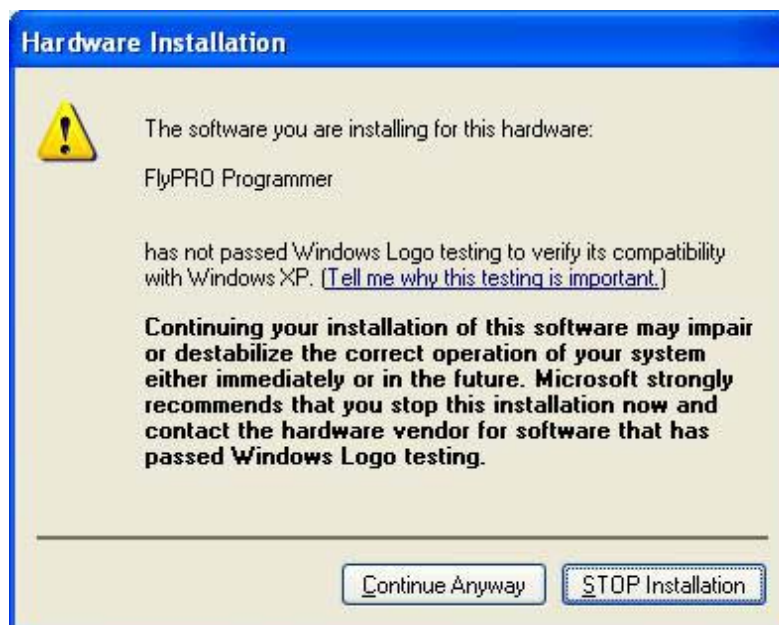 Hardware Installation
The software you are installing for this hardware:
FlyPRO Programmer
has not passed Windows Logo testing to verify its compatibility
with Windows XP. (Tell me why this testing is important.)
Continuing your installation of this software may impair
or destabilize the correct operation of your system
either immediately or in the future. Microsoft strongly
recommends that you stop this installation now and
contact the hardware vendor for software that has
passed Windows Logo testing.
Continue Anyway
STOP Installation